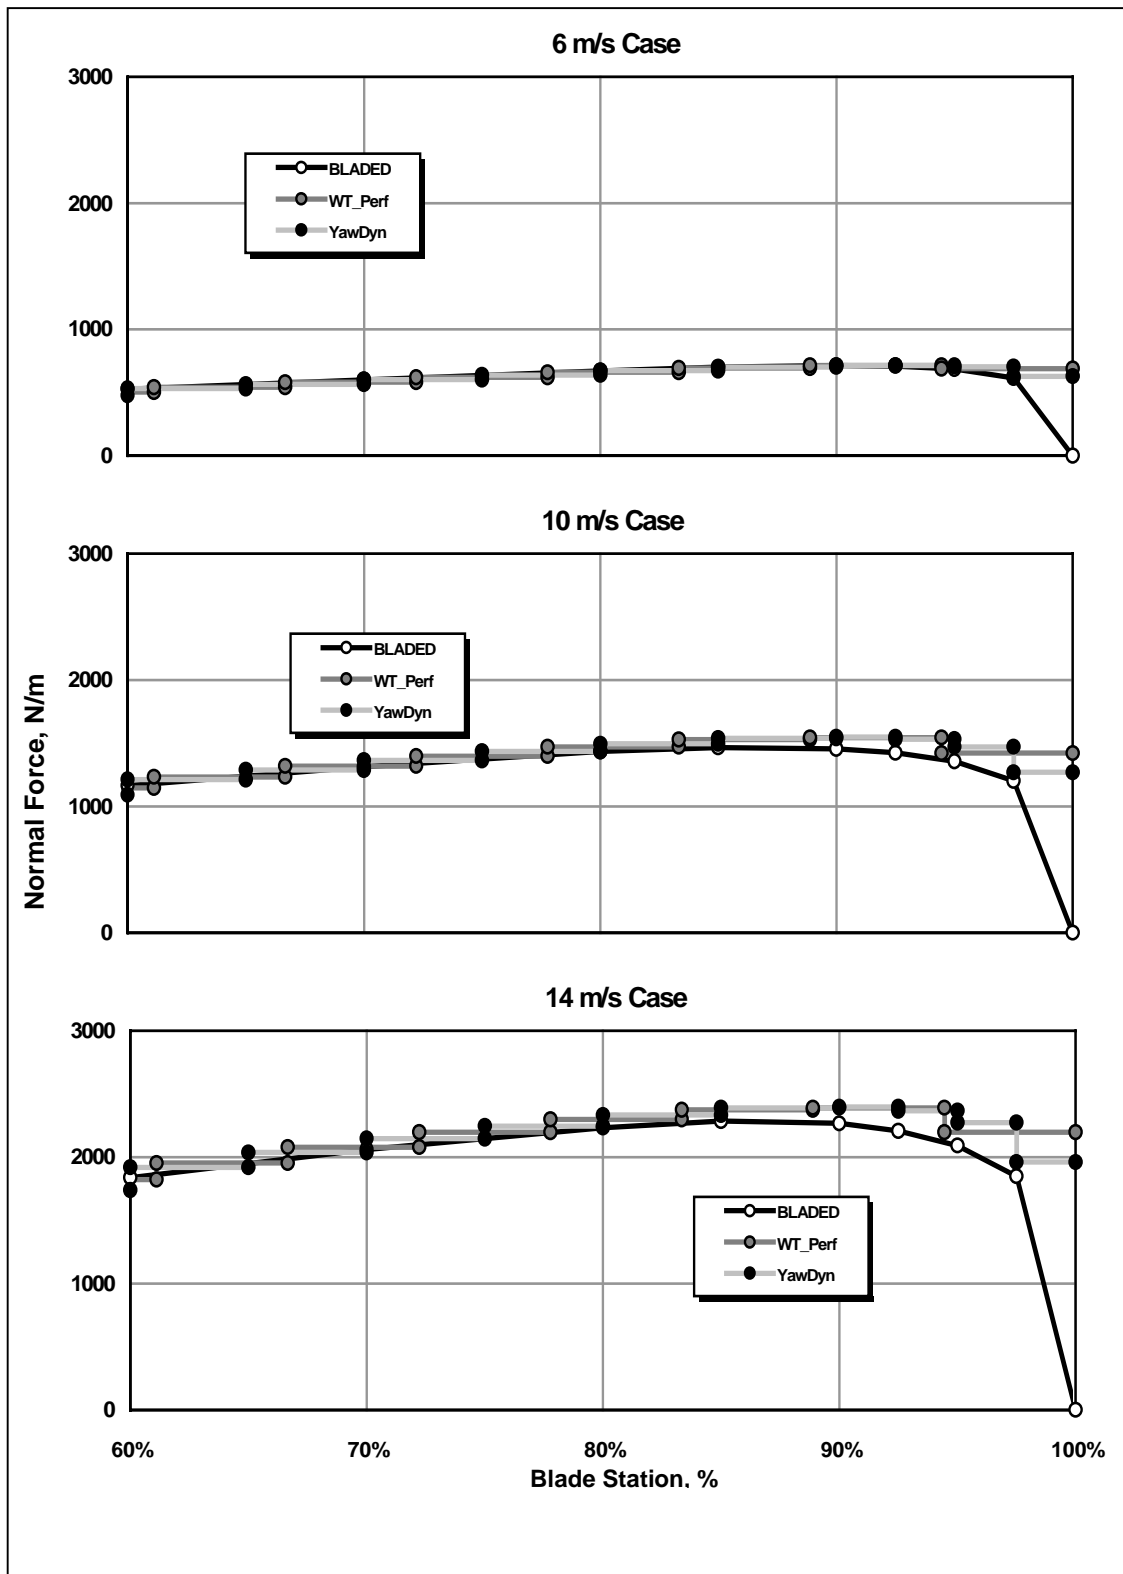 6 m/s Case
3000
2000
1000
0
BLADED
WT_Perf
YawDyn
10 m/s Case
3000
2000
1000
0
BLADED
WT_Perf
YawDyn
Normal Force, N/m
14 m/s Case
3000
2000
1000
0
BLADED
WT_Perf
YawDyn
60% 70% 80% 90% 100%
Blade Station, %